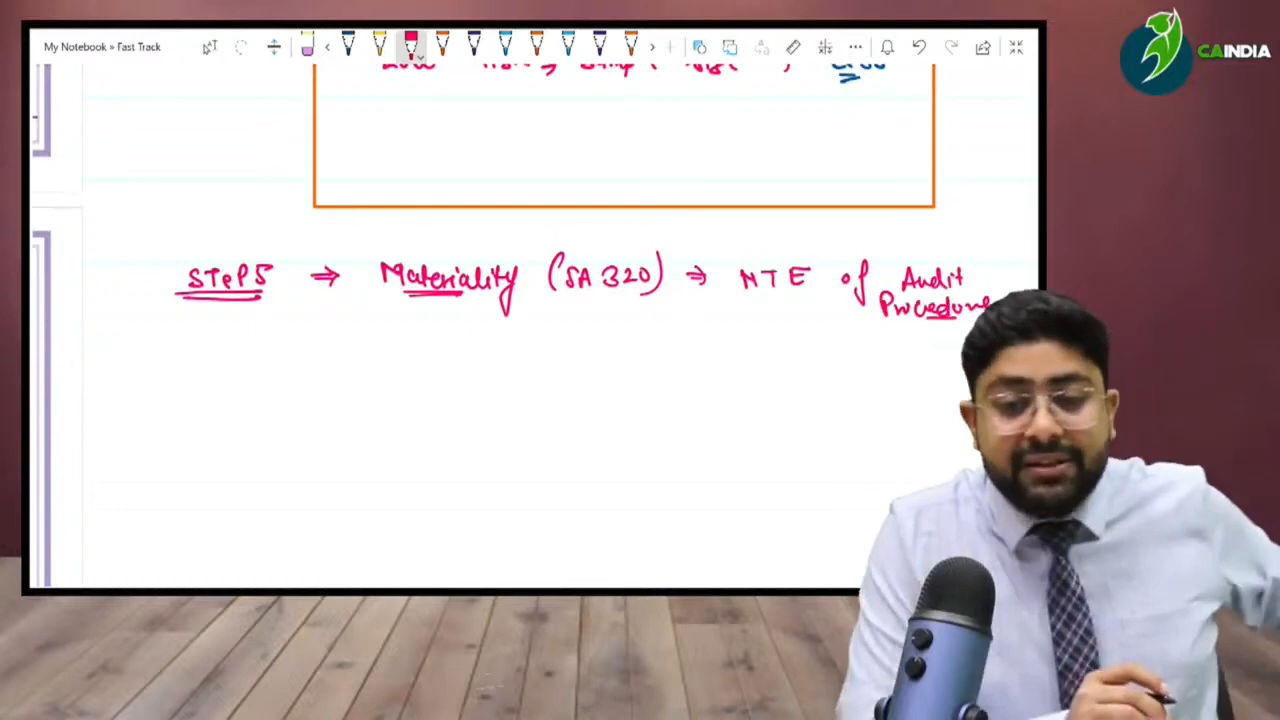 My Notebook » Fast Track
CAINDIA
STEP 5 ⇒ Materiality (SA 320) ⇒ NTE of Audit
Procedure